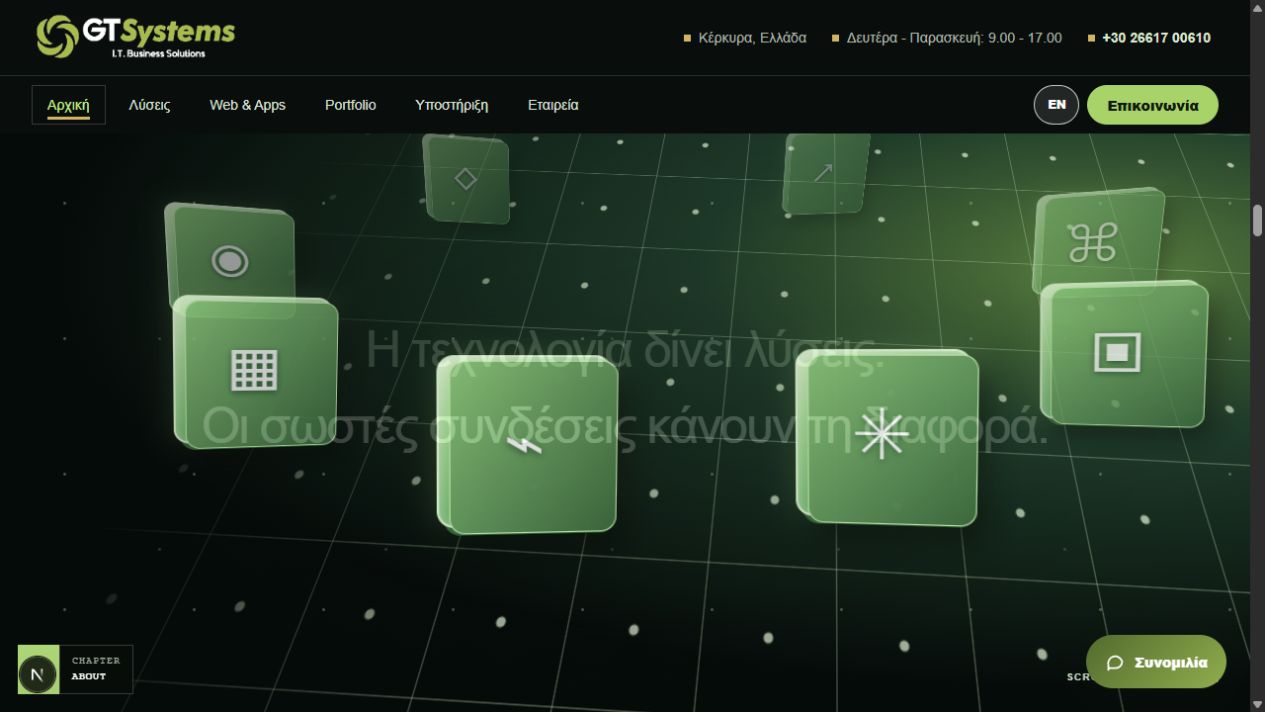 GTSystems
I.T. Business Solutions
Κέρκυρα, Ελλάδα
Δευτέρα - Παρασκευή: 9.00 - 17.00
+30 26617 00610
Αρχική
Λύσεις
Web & Apps
Portfolio
Υποστήριξη
Εταιρεία
EN
Επικοινωνία
Η τεχνολογία δίνει λύσεις.
Οι σωστές συνδέσεις κάνουν τη διαφορά.
N
CHAPTER
ABOUT
SCR
Συνομιλία